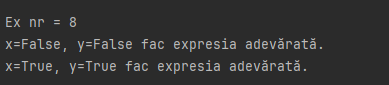 Ex nr = 8
x=False, y=False fac expresia adevărată.
x=True, y=True fac expresia adevărată.